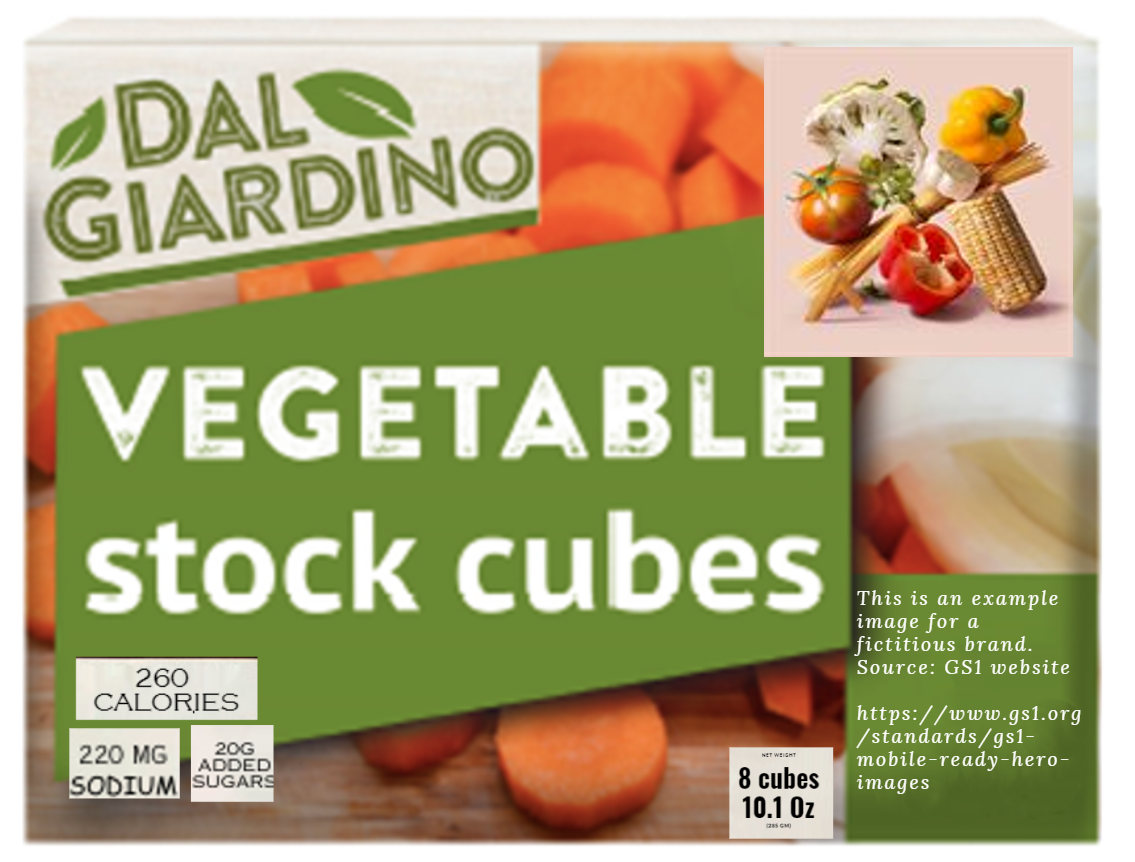 DAL
GIARDINO
VEGETABLE
stock cubes
260
CALORIES
220 MG
SODIUM
20G
ADDED
SUGARS
NET WEIGHT
8 cubes
10.1 Oz
(285 GM)
This is an example
image for a
fictitious brand.
Source: GS1 website
https://www.gs1.org
/standards/gs1-
mobile-ready-hero-
images